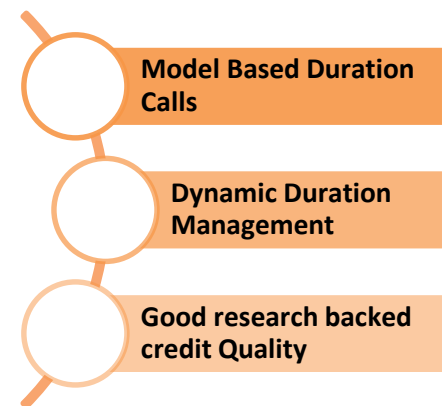 Model Based Duration
Calls
Dynamic Duration
Management
Good research backed
credit Quality